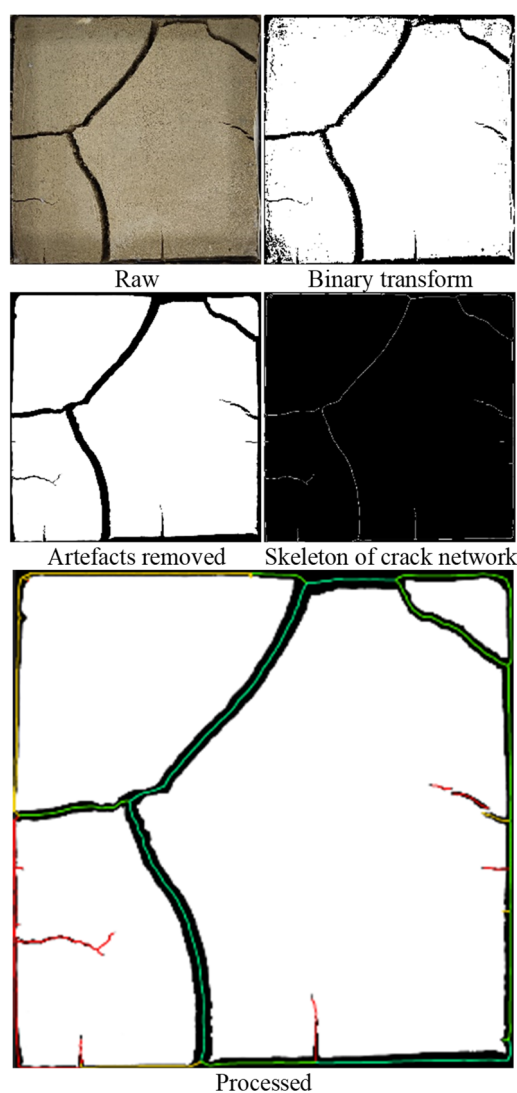 Raw
Binary transform
Artefacts removed
Skeleton of crack network
Processed